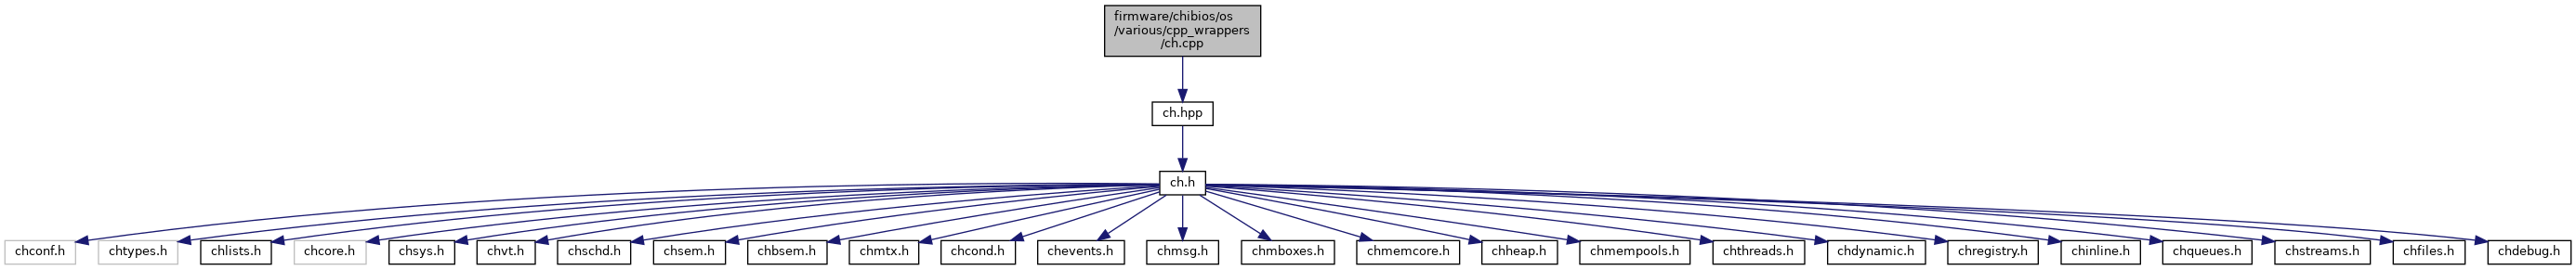 firmware/chibios/os
/various/cpp_wrappers
/ch.cpp
ch.hpp
ch.h
chconf.h
chtypes.h
chlists.h
chcore.h
chsys.h
chvt.h
chschd.h
chsem.h
chbsem.h
chmtx.h
chcond.h
chevents.h
chmsg.h
chmboxes.h
chmemcore.h
chheap.h
chmempools.h
chthreads.h
chdynamic.h
chregistry.h
chinline.h
chqueues.h
chstreams.h
chfiles.h
chdebug.h